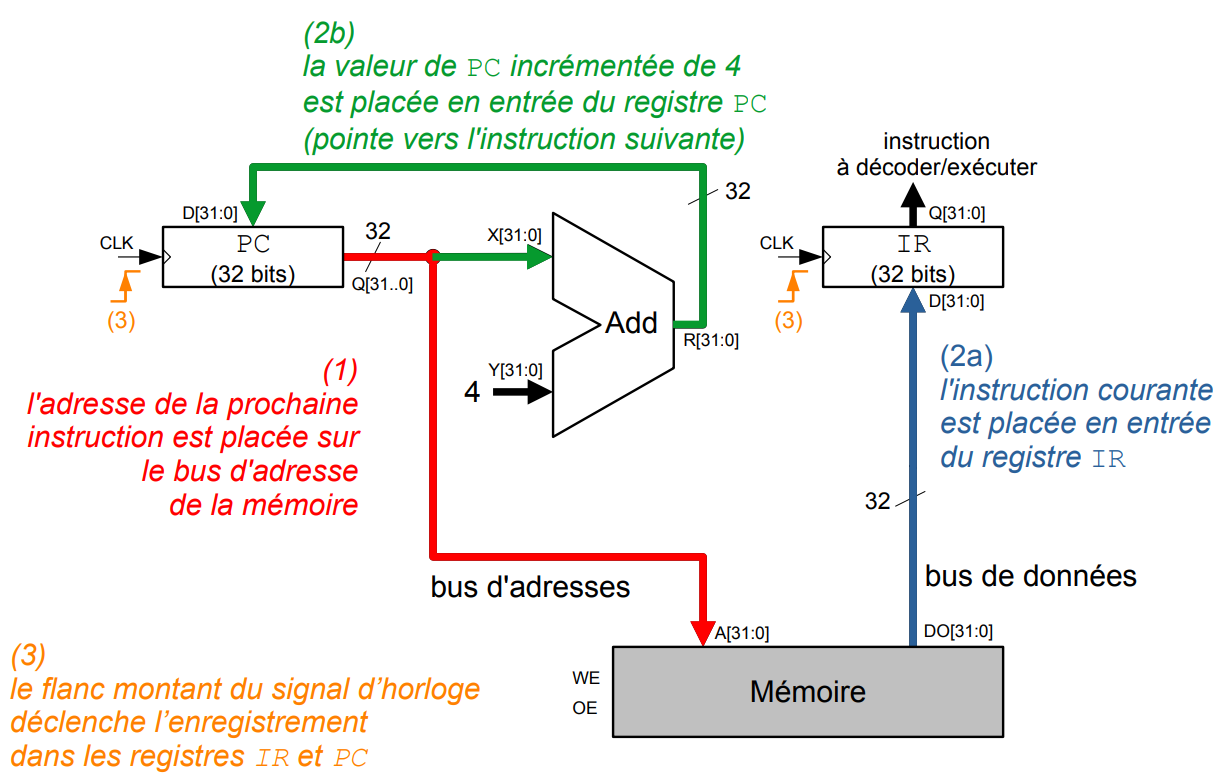 (2b)
la valeur de PC incrémentée de 4
est placée en entrée du registre PC
(pointe vers l'instruction suivante)
instruction
à décoder/exécuter
32
D[31:0]
Q[31:0]
CLK
PC
(32 bits)
32
Q[31..0]
X[31:0]
CLK
IR
(32 bits)
D[31:0]
(3)
(3)
Add
R[31:0]
Y[31:0]
4
(1)
l'adresse de la prochaine
instruction est placée sur
le bus d'adresse
de la mémoire
(2a)
l'instruction courante
est placée en entrée
du registre IR
32
bus d'adresses
bus de données
A[31:0]
DO[31:0]
WE
OE
Mémoire
(3)
le flanc montant du signal d’horloge
déclenche l’enregistrement
dans les registres IR et PC